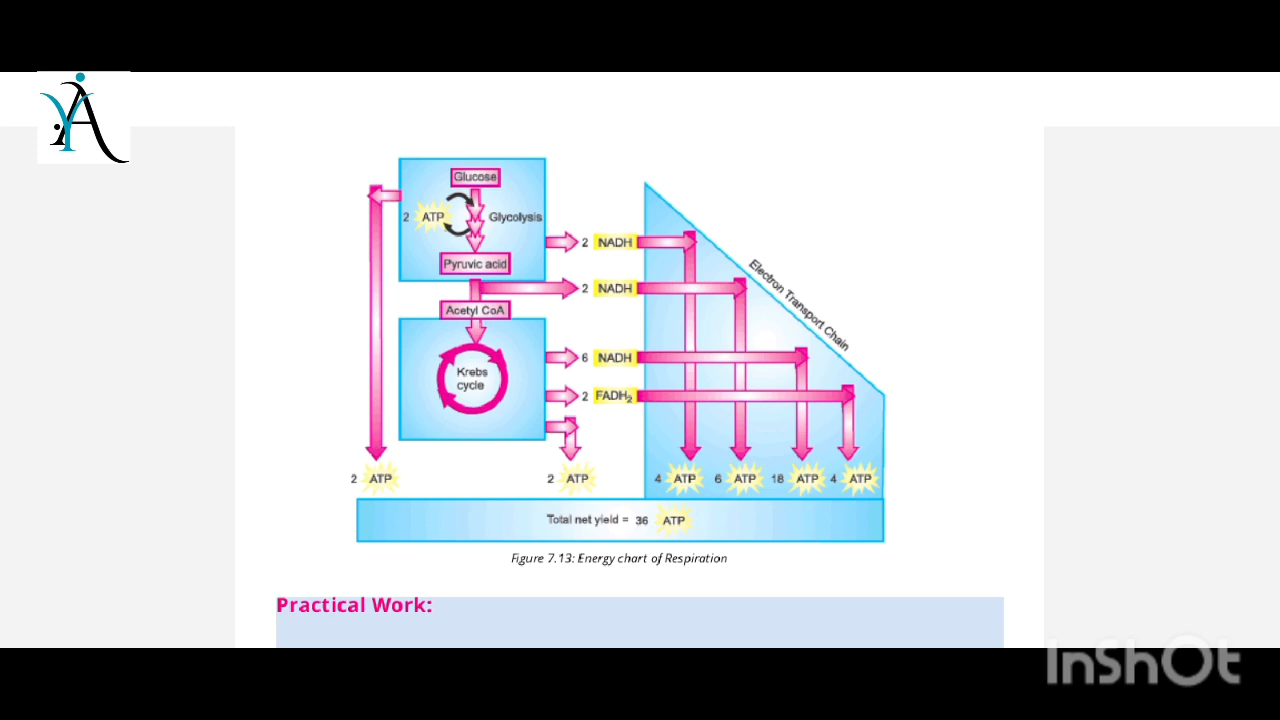 Glucose
2 ATP Glycolysis
Pyruvic acid
2 NADH
2 NADH
Acetyl CoA
6 NADH
Krebs
cycle
2 FADH2
Electron Transport Chain
2 ATP
2 ATP
4 ATP
6 ATP
18 ATP
4 ATP
Total net yield = 36 ATP
Figure 7.13: Energy chart of Respiration
Practical Work:
InShOt